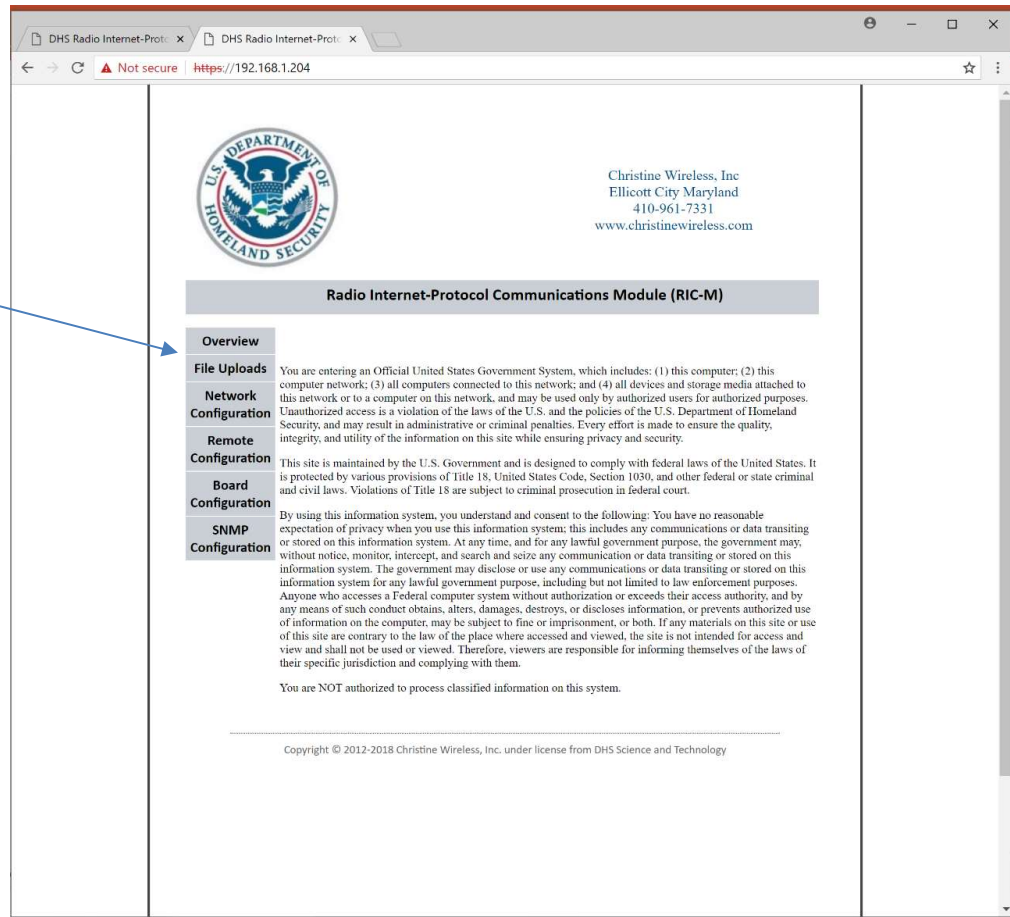 DHS Radio Internet-Proto
DHS Radio Internet-Proto
Not secure https://192.168.1.204
U.S. DEPARTMENT OF
HOMELAND SECURITY
Christine Wireless, Inc
Ellicott City Maryland
410-961-7331
www.christinewireless.com
Radio Internet-Protocol Communications Module (RIC-M)
Overview
File Uploads
Network
Configuration
Remote
Configuration
Board
Configuration
SNMP
Configuration
You are entering an Official United States Government System, which includes: (1) this computer; (2) this
computer network; (3) all computers connected to this network; and (4) all devices and storage media attached to
this network or to a computer on this network, and may be used only by authorized users for authorized purposes.
Unauthorized access is a violation of the laws of the U.S. and the policies of the U.S. Department of Homeland
Security, and may result in administrative or criminal penalties. Every effort is made to ensure the quality,
integrity, and utility of the information on this site while ensuring privacy and security.
This site is maintained by the U.S. Government and is designed to comply with federal laws of the United States. It
is protected by various provisions of Title 18, United States Code, Section 1030, and other federal or state criminal
and civil laws. Violations of Title 18 are subject to criminal prosecution in federal court.
By using this information system, you understand and consent to the following: You have no reasonable
expectation of privacy when you use this information system; this includes any communications or data transiting
or stored on this information system. At any time, and for any lawful government purpose, the government may,
without notice, monitor, intercept, and search and seize any communication or data transiting or stored on this
information system. The government may disclose or use any communications or data transiting or stored on this
information system for any lawful government purpose, including but not limited to law enforcement purposes.
Anyone who accesses a Federal computer system without authorization or exceeds their access authority, and by
any means of such conduct obtains, alters, damages, destroys, or discloses information, or prevents authorized use
of information on the computer, may be subject to fine or imprisonment, or both. If any materials on this site or use
of this site are contrary to the law of the place where accessed and viewed, the site is not intended for access and
view and shall not be used or viewed. Therefore, viewers are responsible for informing themselves of the laws of
their specific jurisdiction and complying with them.
You are NOT authorized to process classified information on this system.
Copyright © 2012-2018 Christine Wireless, Inc. under license from DHS Science and Technology